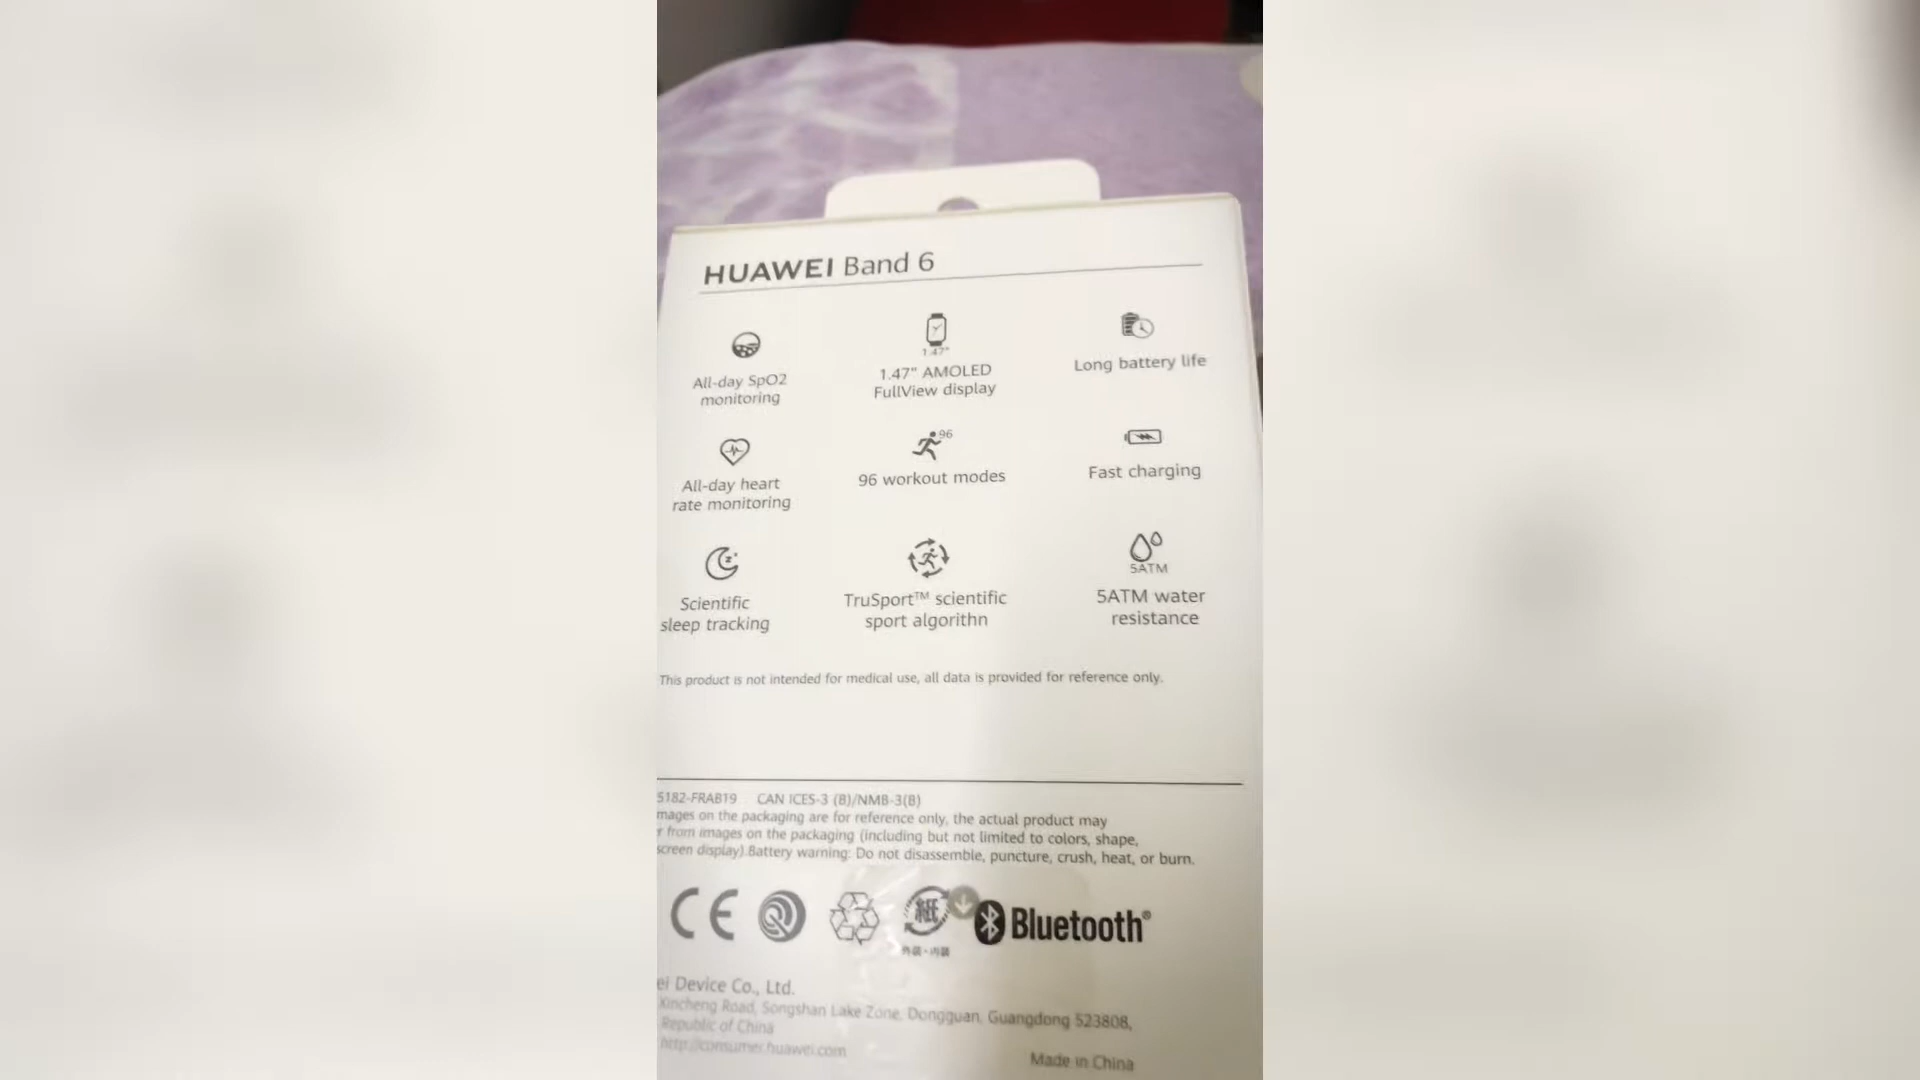 HUAWEI Band 6
1.47"
All-day SpO2
monitoring
1.47" AMOLED
FullView display
Long battery life
96
All-day heart
rate monitoring
96 workout modes
Fast charging
5ATM
Scientific
sleep tracking
TruSport™ scientific
sport algorithn
5ATM water
resistance
This product is not intended for medical use, all data is provided for reference only.
5182-FRAB19 CAN ICES-3 (B)/NMB-3(B)
mages on the packaging are for reference only, the actual product may
r from images on the packaging (including but not limited to colors, shape,
screen display).Battery warning: Do not disassemble, puncture, crush, heat, or burn.
CE
紙
外装・内装
Bluetooth®
ei Device Co., Ltd.
Xincheng Road, Songshan Lake Zone, Dongguan, Guangdong 523808,
Republic of China
http://consumer.huawei.com
Made in China